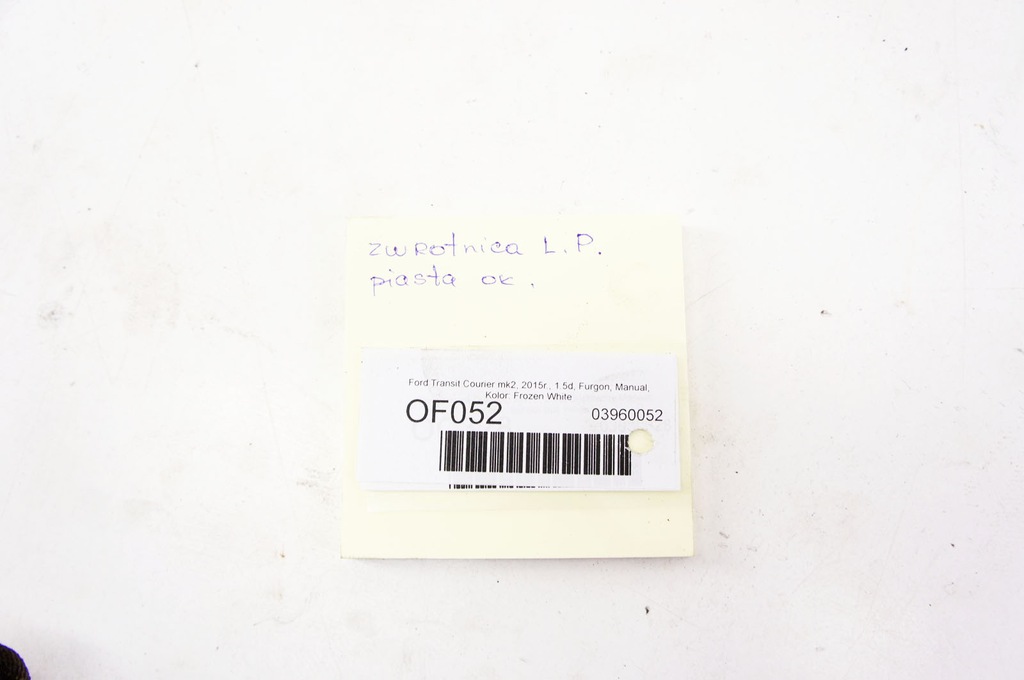 zwrotnica L.P.
piasta ok.
Ford Transit Courier mk2, 2015r., 1.5d, Furgon, Manual,
Kolor: Frozen White
OF052
03960052